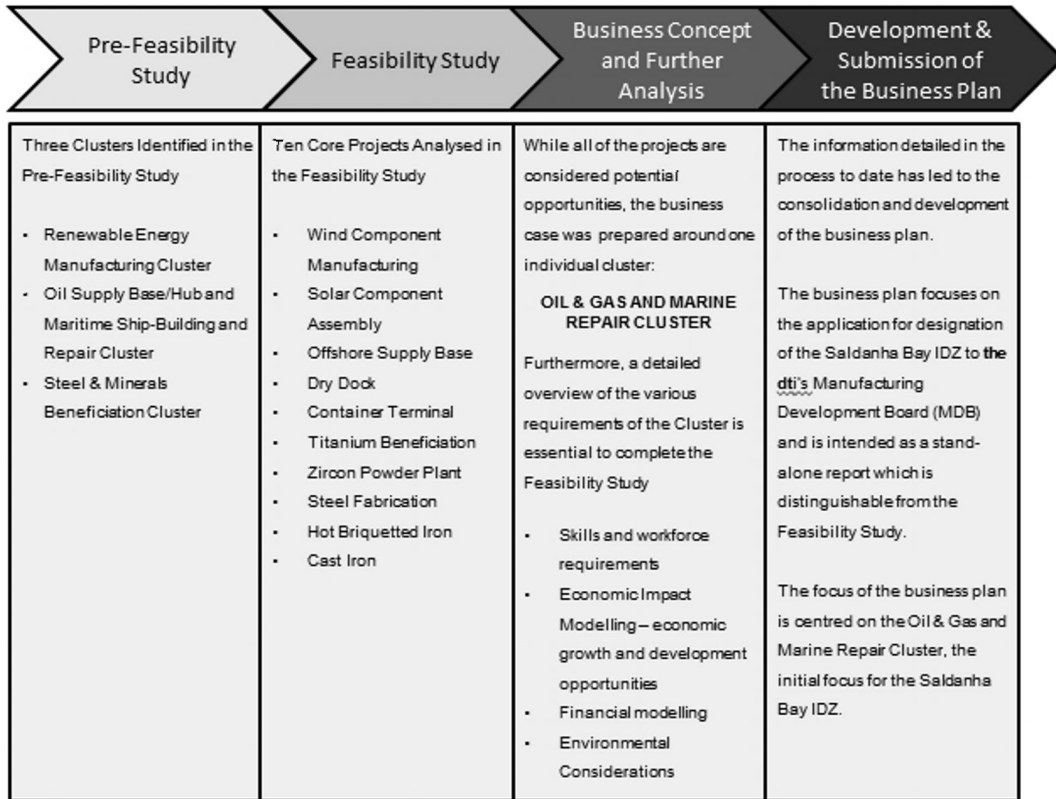 Pre-Feasibility
Study
Feasibility Study
Business Concept
and Further
Analysis
Development &
Submission of
the Business Plan
Three Clusters Identified in the
Pre-Feasibility Study
• Renewable Energy
Manufacturing Cluster
• Oil Supply Base/Hub and
Maritime Ship-Building and
Repair Cluster
• Steel & Minerals
Beneficiation Cluster
Ten Core Projects Analysed in
the Feasibility Study
• Wind Component
Manufacturing
• Solar Component
Assembly
• Offshore Supply Base
• Dry Dock
• Container Terminal
• Titanium Beneficiation
• Zircon Powder Plant
• Steel Fabrication
• Hot Briquetted Iron
• Cast Iron
While all of the projects are
considered potential
opportunities, the business
case was prepared around one
individual cluster:
OIL & GAS AND MARINE
REPAIR CLUSTER
Furthermore, a detailed
overview of the various
requirements of the Cluster is
essential to complete the
Feasibility Study
• Skills and workforce
requirements
• Economic Impact
Modelling – economic
growth and development
opportunities
• Financial modelling
• Environmental
Considerations
The information detailed in the
process to date has led to the
consolidation and development
of the business plan.
The business plan focuses on
the application for designation
of the Saldanha Bay IDZ to the
dti's Manufacturing
Development Board (MDB)
and is intended as a stand-
alone report which is
distinguishable from the
Feasibility Study.
The focus of the business plan
is centred on the Oil & Gas and
Marine Repair Cluster, the
initial focus for the Saldanha
Bay IDZ.